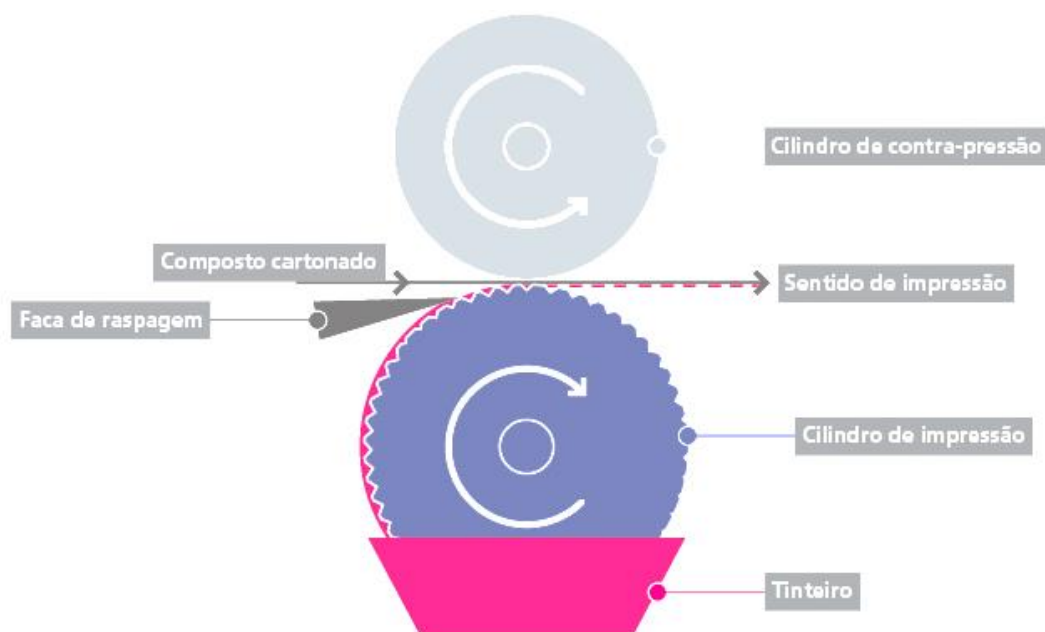 Cilindro de contra-pressão
Composto cartonado
Sentido de impressão
Faca de raspagem
Cilindro de impressão
Tinteiro